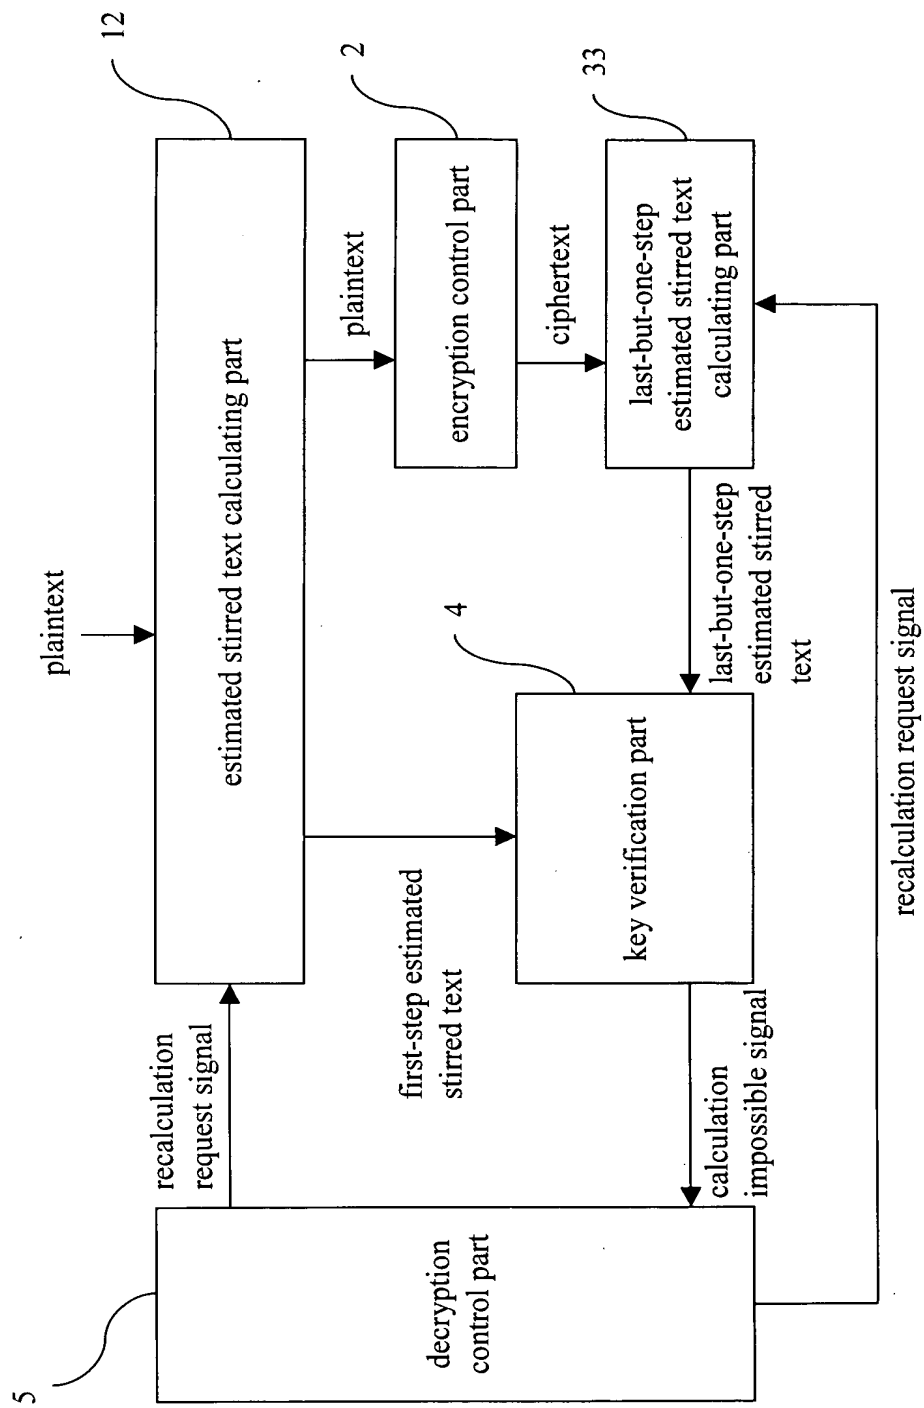 12
2
33
plaintext
estimated stirred text calculating part
plaintext
encryption control part
ciphertext
last-but-one-step
estimated stirred text
calculating part
last-but-one-step
estimated stirred
text
4
key verification part
first-step estimated
stirred text
recalculation
request signal
calculation
impossible signal
5
decryption
control part
recalculation request signal